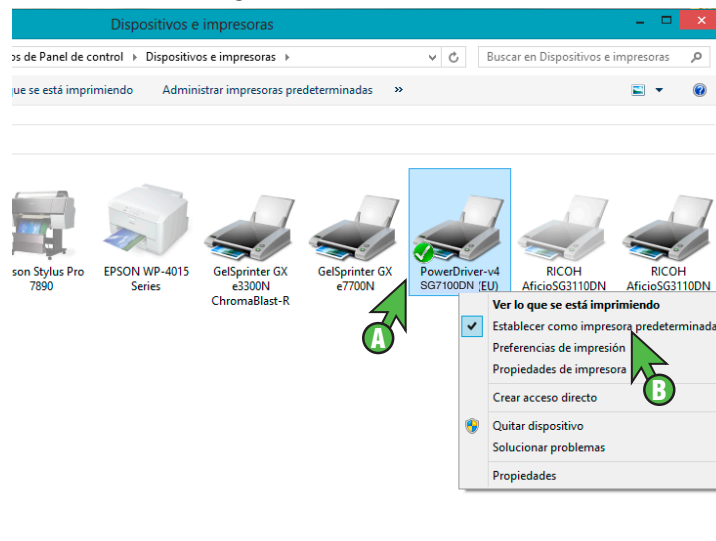 Dispositivos e impresoras
os de Panel de control
Dispositivos e impresoras
Buscar en Dispositivos e impresoras
ue se está imprimiendo
Administrar impresoras predeterminadas
»
son Stylus Pro
7890
EPSON WP-4015
Series
GelSprinter GX
e3300N
ChromaBlast-R
GelSprinter GX
e7700N
PowerDriver-v4
SG7100DN (EU)
RICOH
AficioSG3110DN
RICOH
AficioSG3110DN
Ver lo que se está imprimiendo
Establecer como impresora predeterminada
Preferencias de impresión
Propiedades de impresora
Crear acceso directo
Quitar dispositivo
Solucionar problemas
Propiedades
A
B